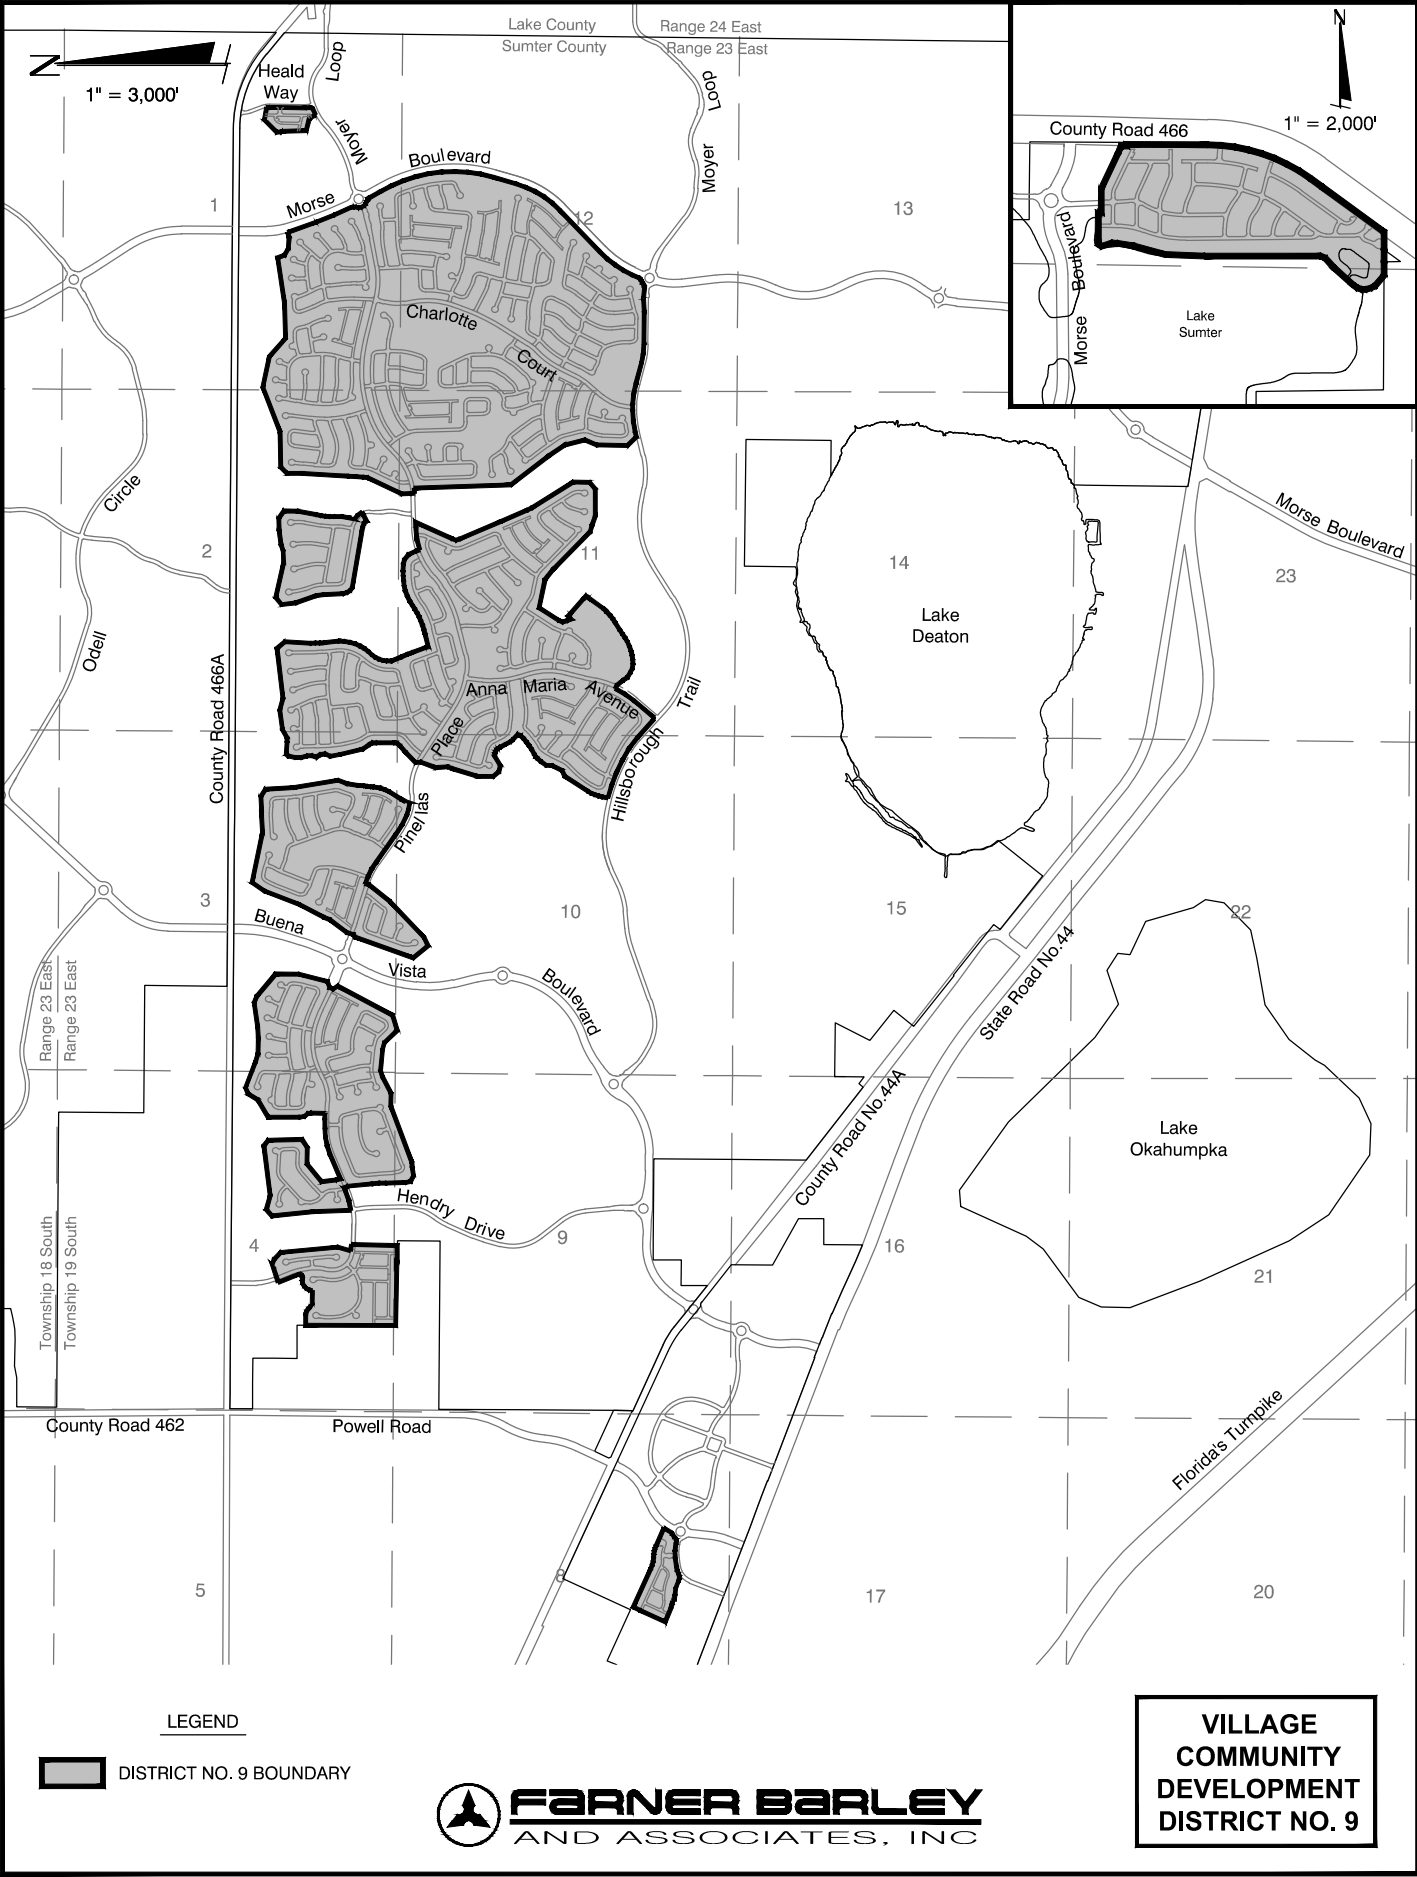 Lake County
Range 24 East
Sumter County
Range 23 East
N
1" = 3,000'
Heald
Way
Loop
Moyer
Loop
Moyer
Boulevard
Morse
1
12
13
N
1" = 2,000'
County Road 466
Morse Boulevard
Lake
Sumter
Charlotte
Court
Circle
Odell
2
11
14
23
Morse Boulevard
Lake
Deaton
County Road 466A
Anna Maria Avenue
Place
Pinellas
Hillsborough
Trail
3
10
15
22
Buena
Vista
Boulevard
Range 23 East
Range 23 East
State Road No.44
County Road No.44A
Lake
Okahumpka
Hendry Drive
4
9
16
21
Township 18 South
Township 19 South
County Road 462
Powell Road
Florida's Turnpike
5
8
17
20
LEGEND
DISTRICT NO. 9 BOUNDARY
FARNER BARLEY
AND ASSOCIATES, INC
VILLAGE
COMMUNITY
DEVELOPMENT
DISTRICT NO. 9